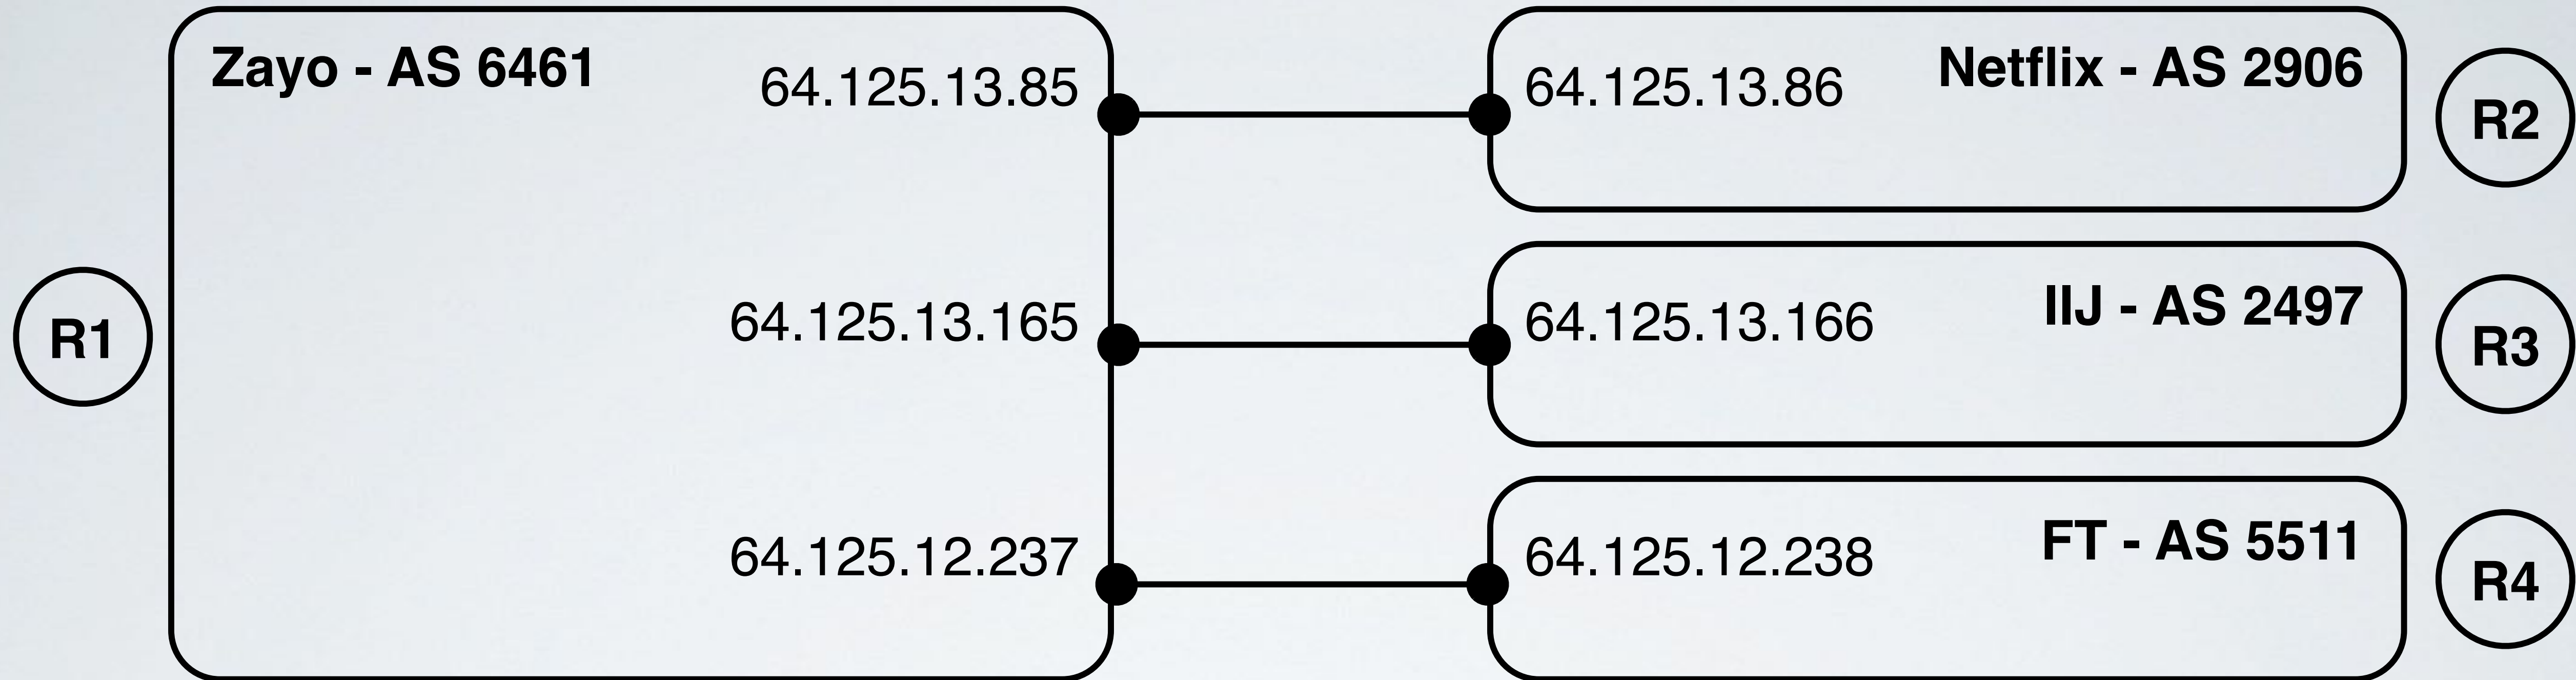 Zayo - AS 6461
64.125.13.85
64.125.13.86
Netflix - AS 2906
R2
R1
64.125.13.165
64.125.13.166
IIJ - AS 2497
R3
64.125.12.237
64.125.12.238
FT - AS 5511
R4